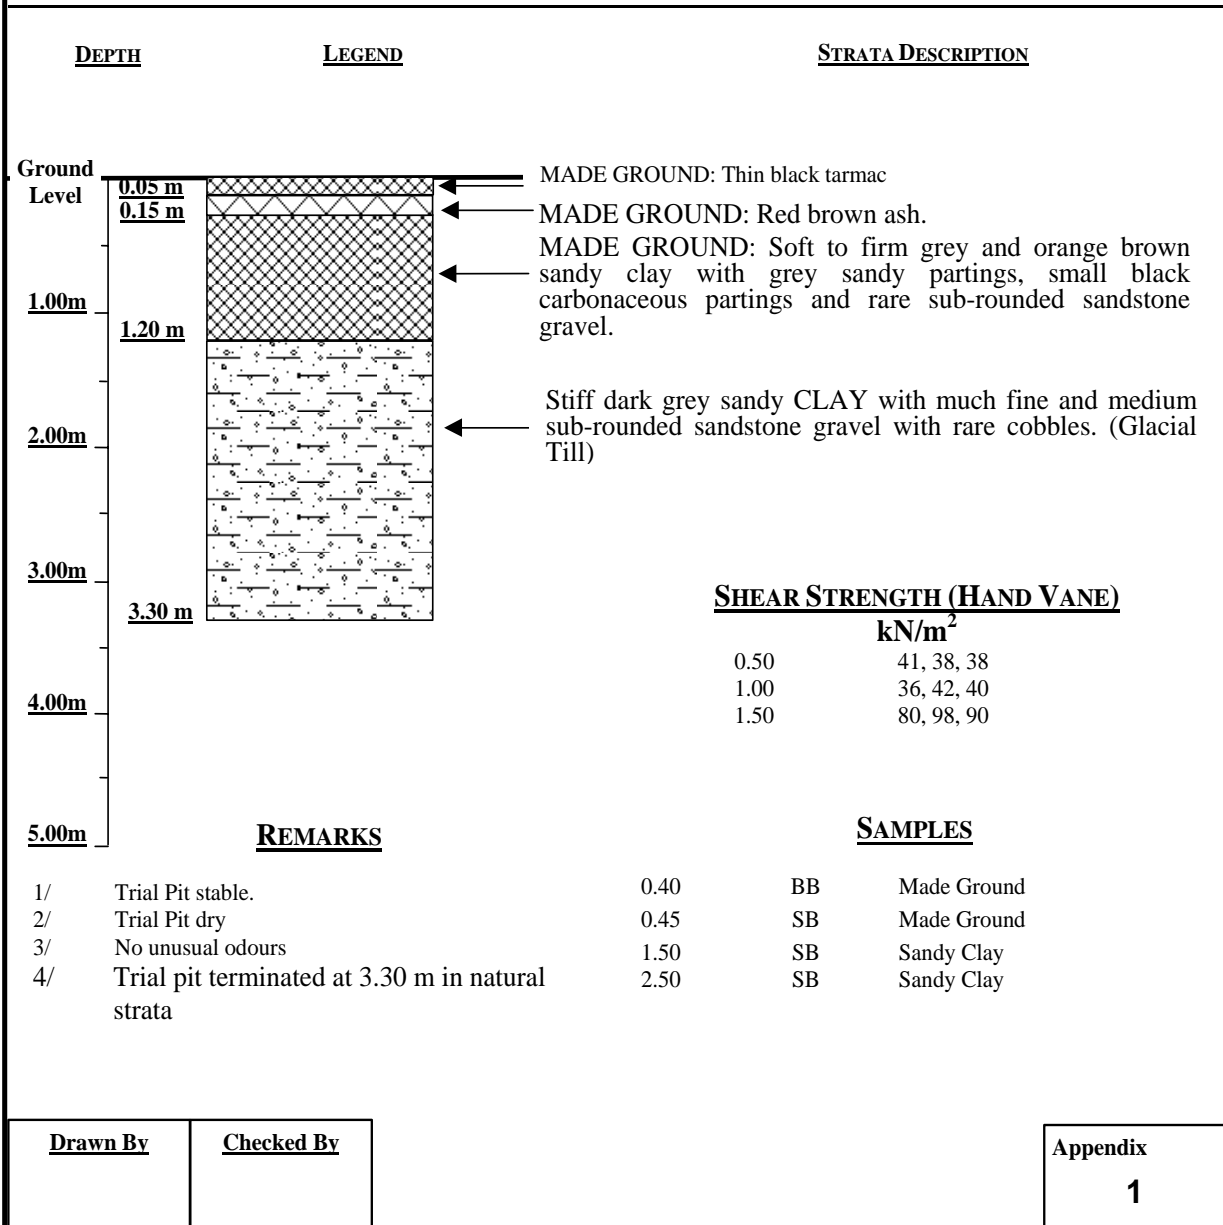 DEPTH LEGEND STRATA DESCRIPTION
Ground Level
0.05 m
0.15 m
1.00m
1.20 m
2.00m
3.00m
3.30 m
4.00m
5.00m
MADE GROUND: Thin black tarmac
MADE GROUND: Red brown ash.
MADE GROUND: Soft to firm grey and orange brown
sandy clay with grey sandy partings, small black
carbonaceous partings and rare sub-rounded sandstone
gravel.
Stiff dark grey sandy CLAY with much fine and medium
sub-rounded sandstone gravel with rare cobbles. (Glacial
Till)
SHEAR STRENGTH (HAND VANE)
kN/m²
0.50 41, 38, 38
1.00 36, 42, 40
1.50 80, 98, 90
REMARKS
1/ Trial Pit stable.
2/ Trial Pit dry
3/ No unusual odours
4/ Trial pit terminated at 3.30 m in natural
strata
SAMPLES
0.40 BB Made Ground
0.45 SB Made Ground
1.50 SB Sandy Clay
2.50 SB Sandy Clay
Drawn By Checked By
Appendix
1